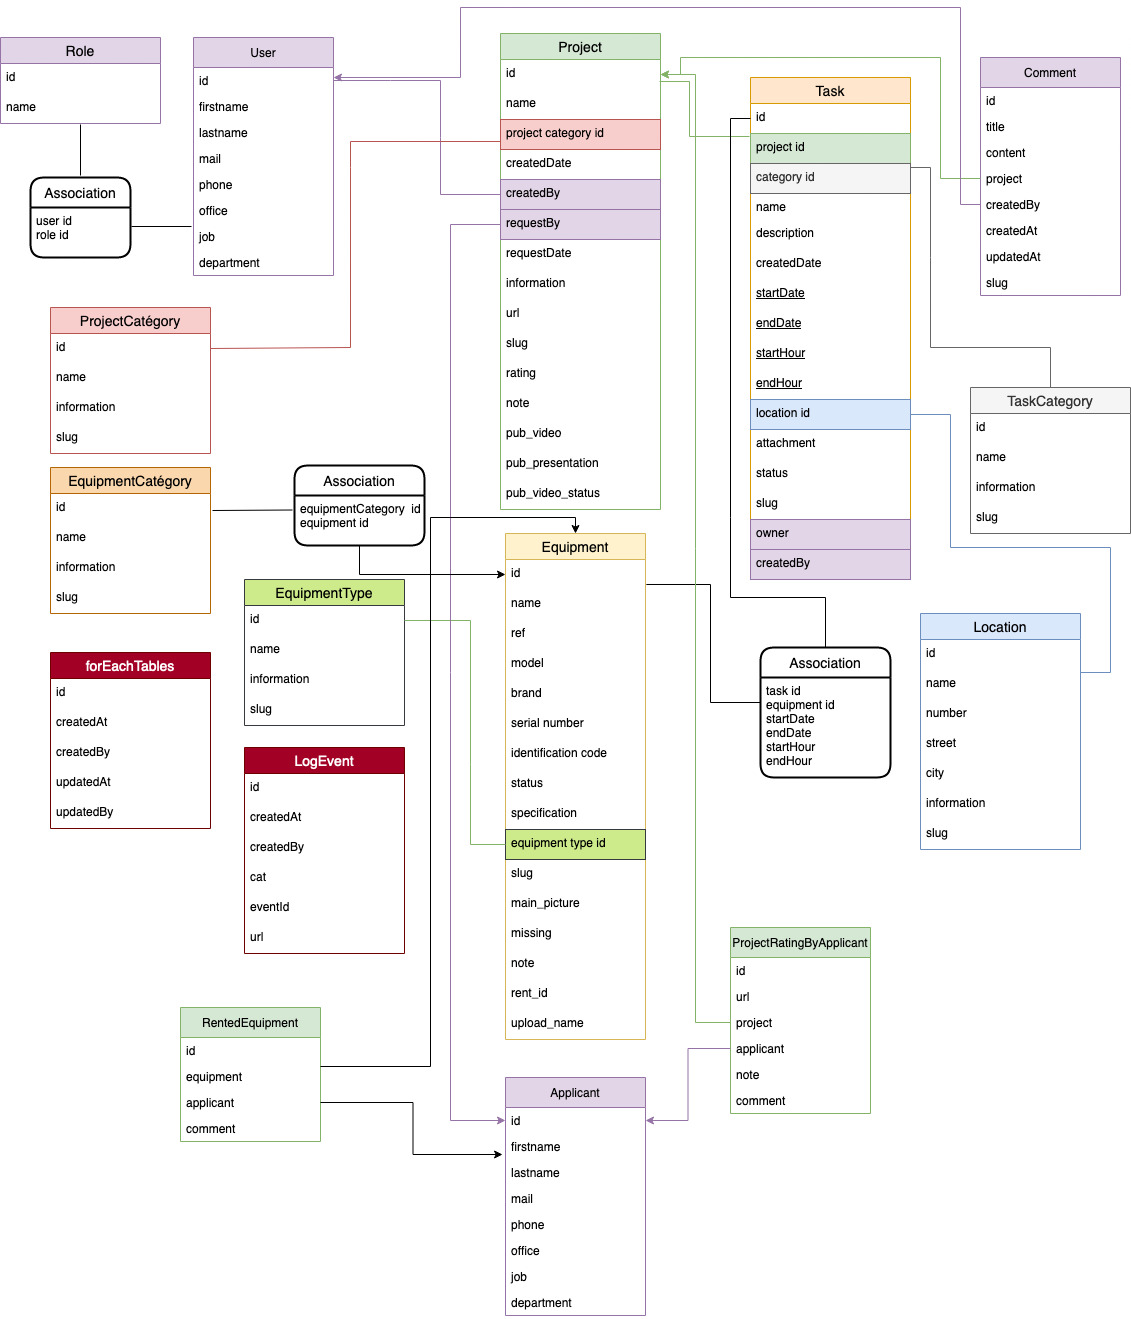 Role
id
name
User
id
firstname
lastname
mail
phone
office
job
department
Association
user id
role id
Project
id
name
project category id
createdDate
createdBy
requestBy
requestDate
information
url
slug
rating
note
pub_video
pub_presentation
pub_video_status
Task
id
project id
category id
name
description
createdDate
startDate
endDate
startHour
endHour
location id
attachment
status
slug
owner
createdBy
Comment
id
title
content
project
createdBy
createdAt
updatedAt
slug
ProjectCatégory
id
name
information
slug
TaskCategory
id
name
information
slug
EquipmentCatégory
id
name
information
slug
Association
equipmentCategory id
equipment id
Equipment
id
name
ref
model
brand
serial number
identification code
status
specification
equipment type id
slug
main_picture
missing
note
rent_id
upload_name
EquipmentType
id
name
information
slug
Association
task id
equipment id
startDate
endDate
startHour
endHour
Location
id
name
number
street
city
information
slug
forEachTables
id
createdAt
createdBy
updatedAt
updatedBy
LogEvent
id
createdAt
createdBy
cat
eventId
url
ProjectRatingByApplicant
id
url
project
applicant
note
comment
RentedEquipment
id
equipment
applicant
comment
Applicant
id
firstname
lastname
mail
phone
office
job
department